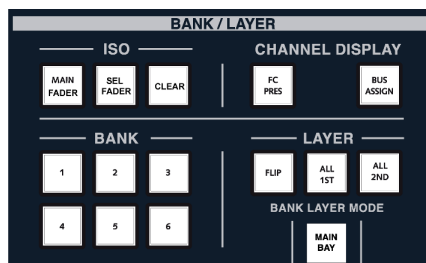 BANK / LAYER
ISO
CHANNEL DISPLAY
MAIN
FADER
SEL
FADER
CLEAR
FC
PRES
BUS
ASSIGN
BANK
LAYER
1
2
3
FLIP
ALL
1ST
ALL
2ND
4
5
6
BANK LAYER MODE
MAIN
BAY